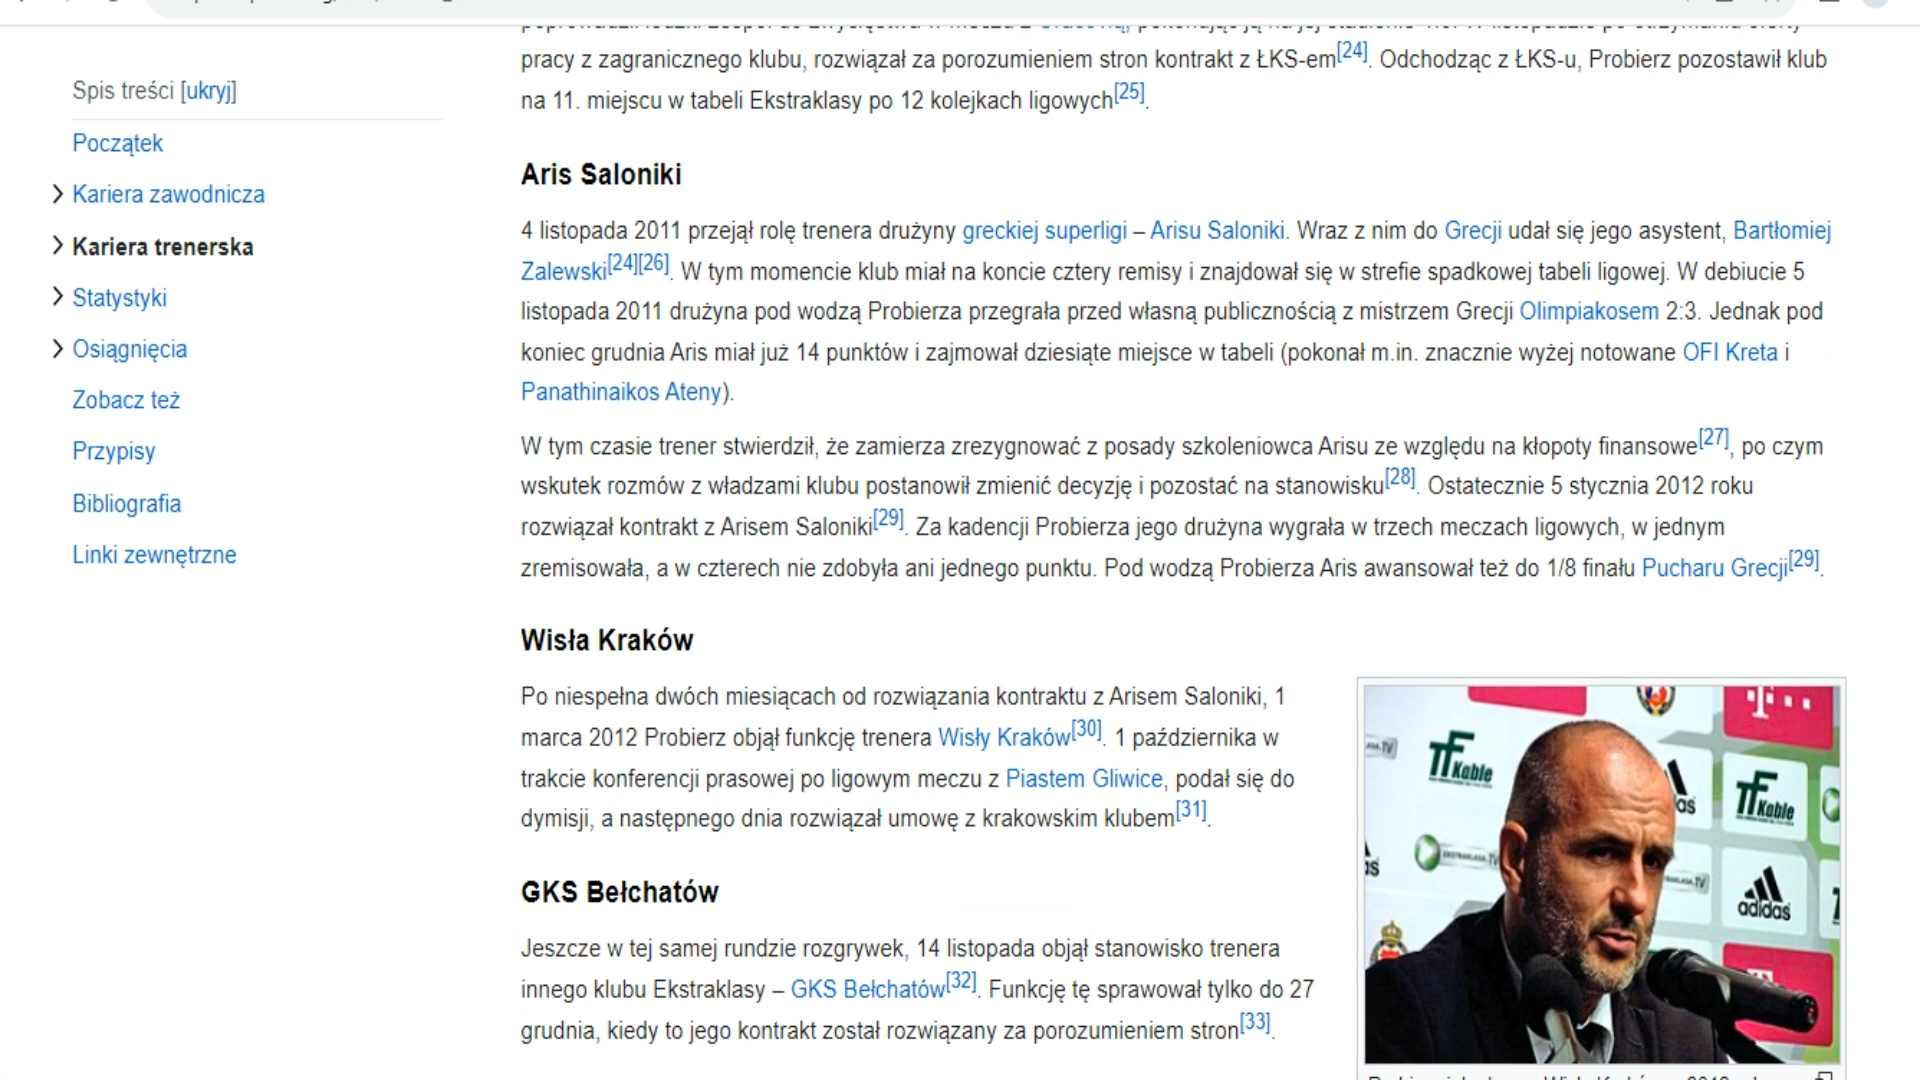 Spis treści [ukryj]
Początek
Kariera zawodnicza
Kariera trenerska
Statystyki
Osiągnięcia
Zobacz też
Przypisy
Bibliografia
Linki zewnętrzne
pracy z zagranicznego klubu, rozwiązał za porozumieniem stron kontrakt z ŁKS-em[24]. Odchodząc z ŁKS-u, Probierz pozostawił klub
na 11. miejscu w tabeli Ekstraklasy po 12 kolejkach ligowych[25].
Aris Saloniki
4 listopada 2011 przejął rolę trenera drużyny greckiej superligi – Arisu Saloniki. Wraz z nim do Grecji udał się jego asystent, Bartłomiej
Zalewski[24][26]. W tym momencie klub miał na koncie cztery remisy i znajdował się w strefie spadkowej tabeli ligowej. W debiucie 5
listopada 2011 drużyna pod wodzą Probierza przegrała przed własną publicznością z mistrzem Grecji Olimpiakosem 2:3. Jednak pod
koniec grudnia Aris miał już 14 punktów i zajmował dziesiąte miejsce w tabeli (pokonał m.in. znacznie wyżej notowane OFI Kreta i
Panathinaikos Ateny).
W tym czasie trener stwierdził, że zamierza zrezygnować z posady szkoleniowca Arisu ze względu na kłopoty finansowe[27], po czym
wskutek rozmów z władzami klubu postanowił zmienić decyzję i pozostać na stanowisku[28]. Ostatecznie 5 stycznia 2012 roku
rozwiązał kontrakt z Arisem Saloniki[29]. Za kadencji Probierza jego drużyna wygrała w trzech meczach ligowych, w jednym
zremisowała, a w czterech nie zdobyła ani jednego punktu. Pod wodzą Probierza Aris awansował też do 1/8 finału Pucharu Grecji[29].
Wisła Kraków
Po niespełna dwóch miesiącach od rozwiązania kontraktu z Arisem Saloniki, 1
marca 2012 Probierz objął funkcję trenera Wisły Kraków[30]. 1 października w
trakcie konferencji prasowej po ligowym meczu z Piastem Gliwice, podał się do
dymisji, a następnego dnia rozwiązał umowę z krakowskim klubem[31].
GKS Bełchatów
Jeszcze w tej samej rundzie rozgrywek, 14 listopada objął stanowisko trenera
innego klubu Ekstraklasy – GKS Bełchatów[32]. Funkcję tę sprawował tylko do 27
grudnia, kiedy to jego kontrakt został rozwiązany za porozumieniem stron[33].
TF Kable
TF Kable
adidas